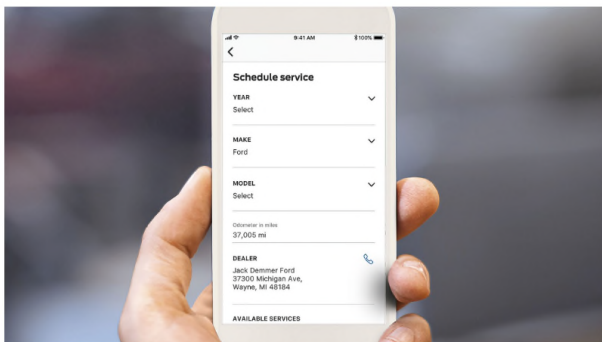 9:41 AM
100%
Schedule service
YEAR
Select
MAKE
Ford
MODEL
Select
Odometer in miles
37,005 mi
DEALER
Jack Demmer Ford
37300 Michigan Ave,
Wayne, MI 48184
AVAILABLE SERVICES